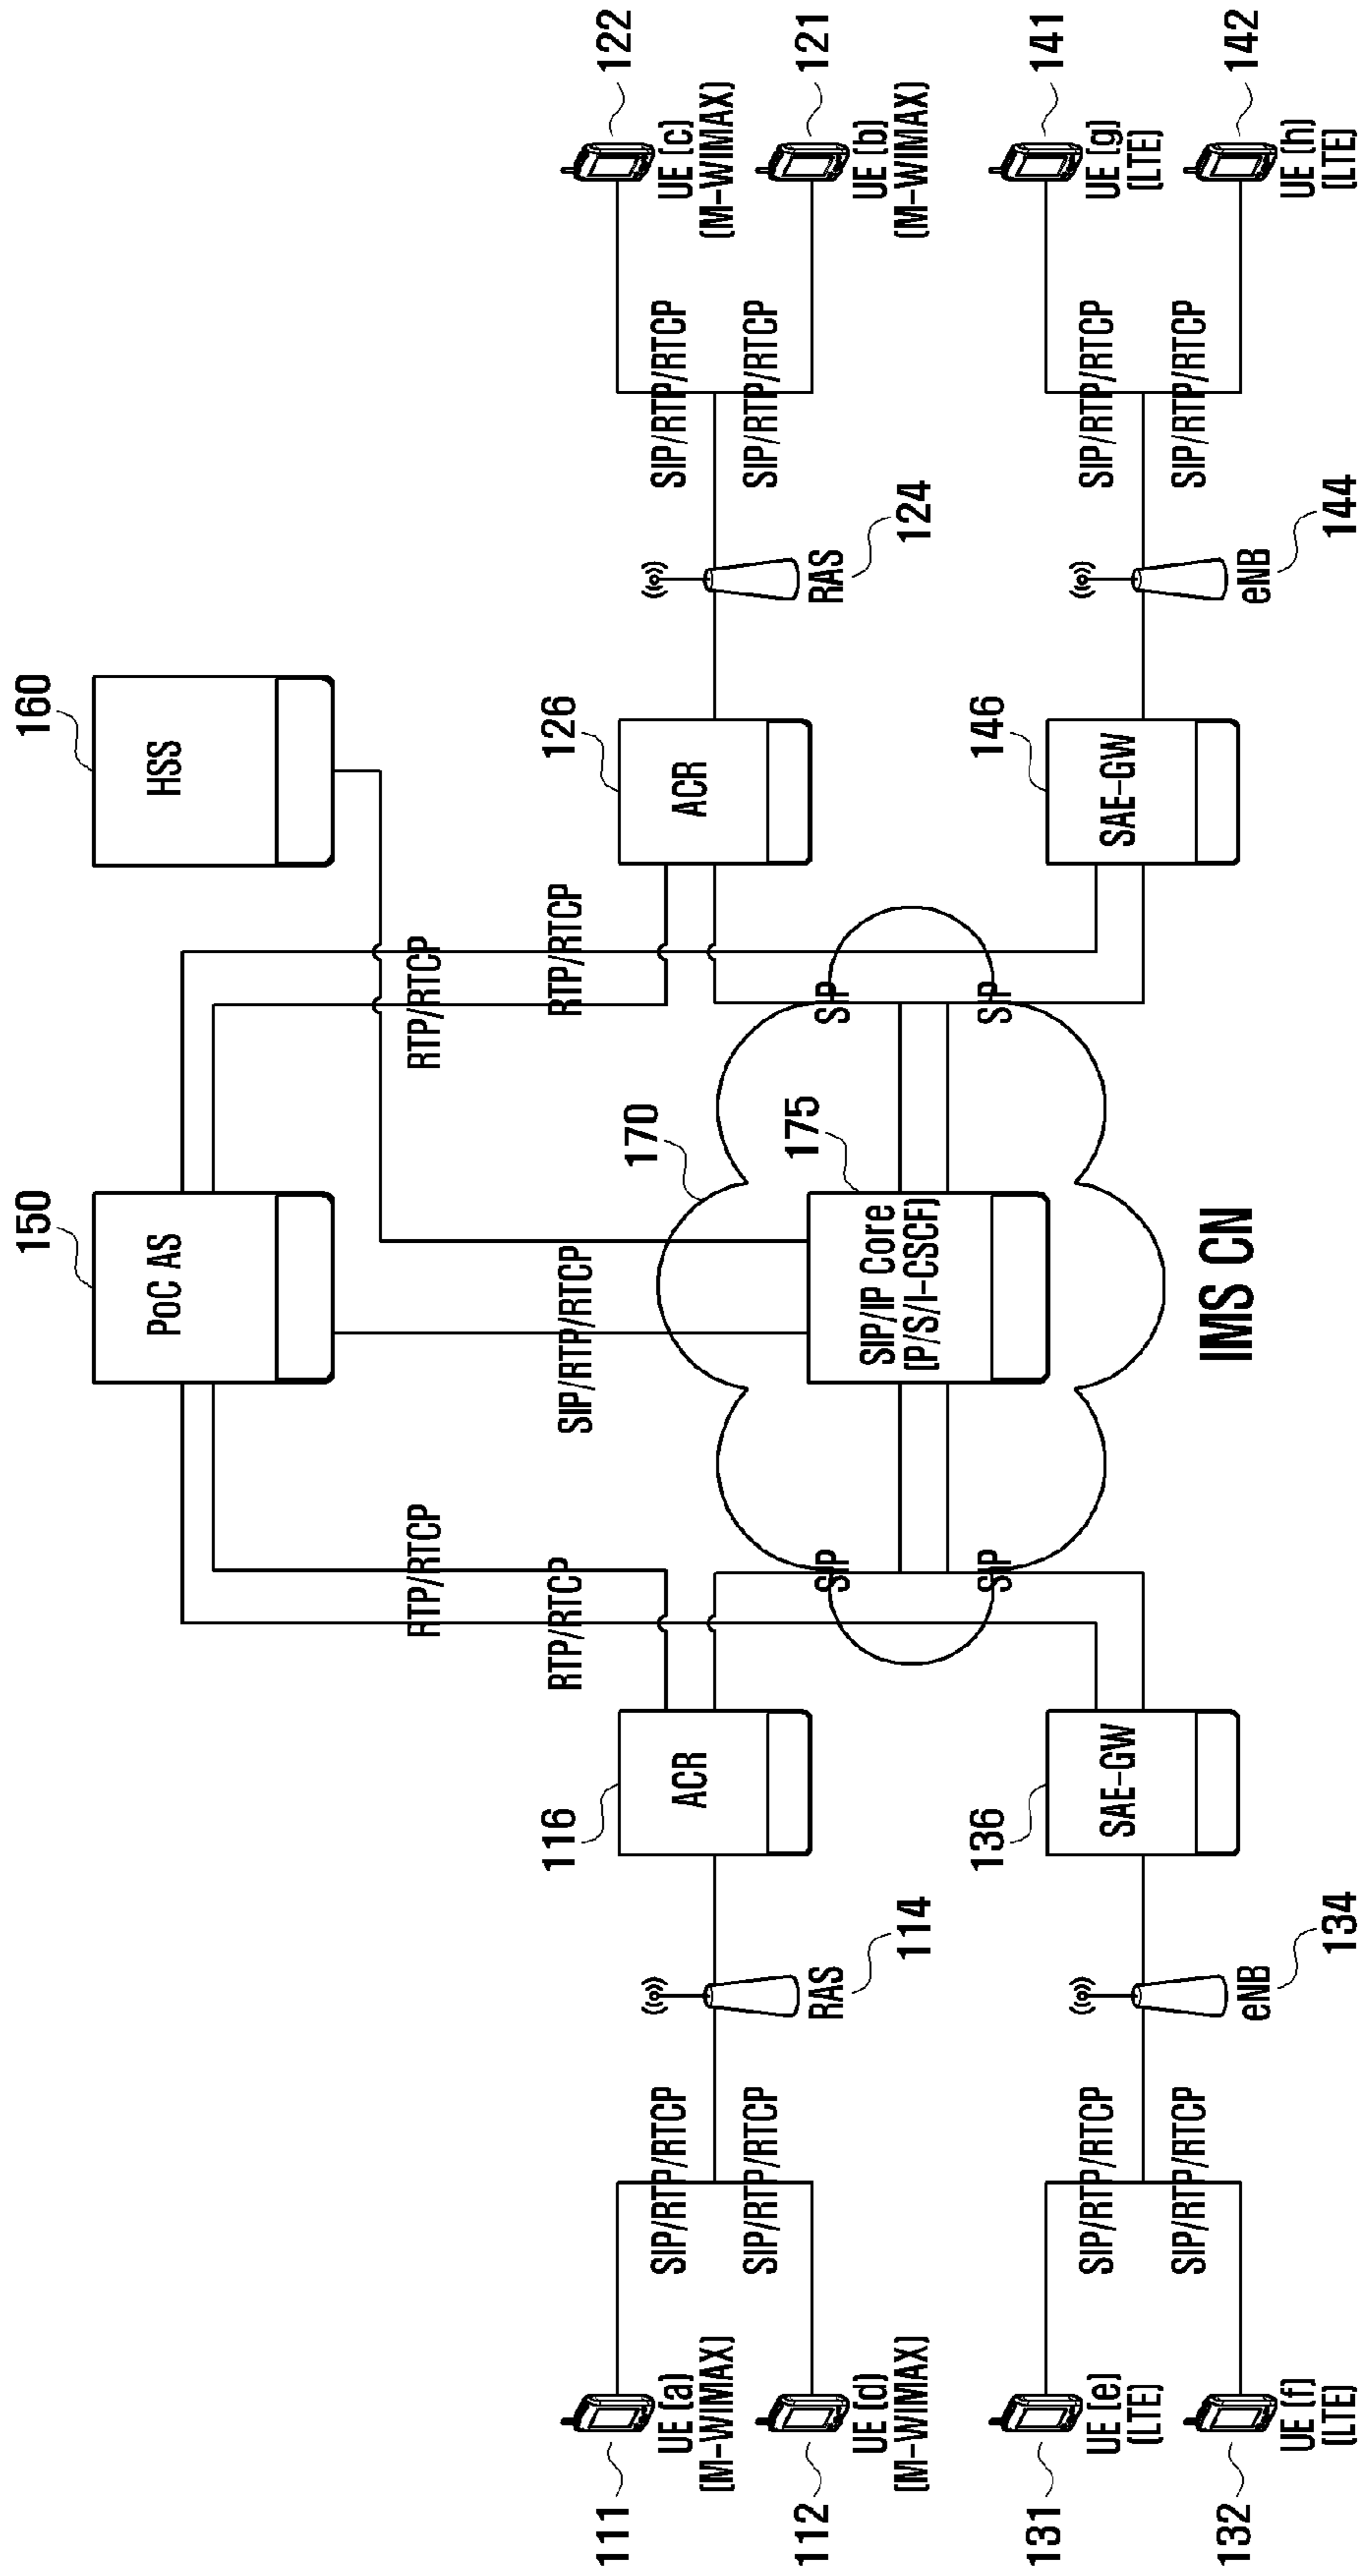 150
PoC AS
160
HSS
RTP/RTCP
RTP/RTCP
SIP/RTP/RTCP
RTP/RTCP
RTP/RTCP
111
UE (a)
(M-WIMAX)
SIP/RTP/RTCP
SIP/RTP/RTCP
112
UE (d)
(M-WIMAX)
RAS
114
116
ACR
170
SIP
SIP
175
SIP/IP Core
(P/S/I-CSCF)
SIP
SIP
IMS CN
126
ACR
RAS
124
SIP/RTP/RTCP
SIP/RTP/RTCP
122
UE (c)
(M-WIMAX)
121
UE (b)
(M-WIMAX)
131
UE (e)
(LTE)
SIP/RTP/RTCP
SIP/RTP/RTCP
132
UE (f)
(LTE)
eNB
134
136
SAE-GW
146
SAE-GW
eNB
144
SIP/RTP/RTCP
SIP/RTP/RTCP
141
UE (g)
(LTE)
142
UE (h)
(LTE)